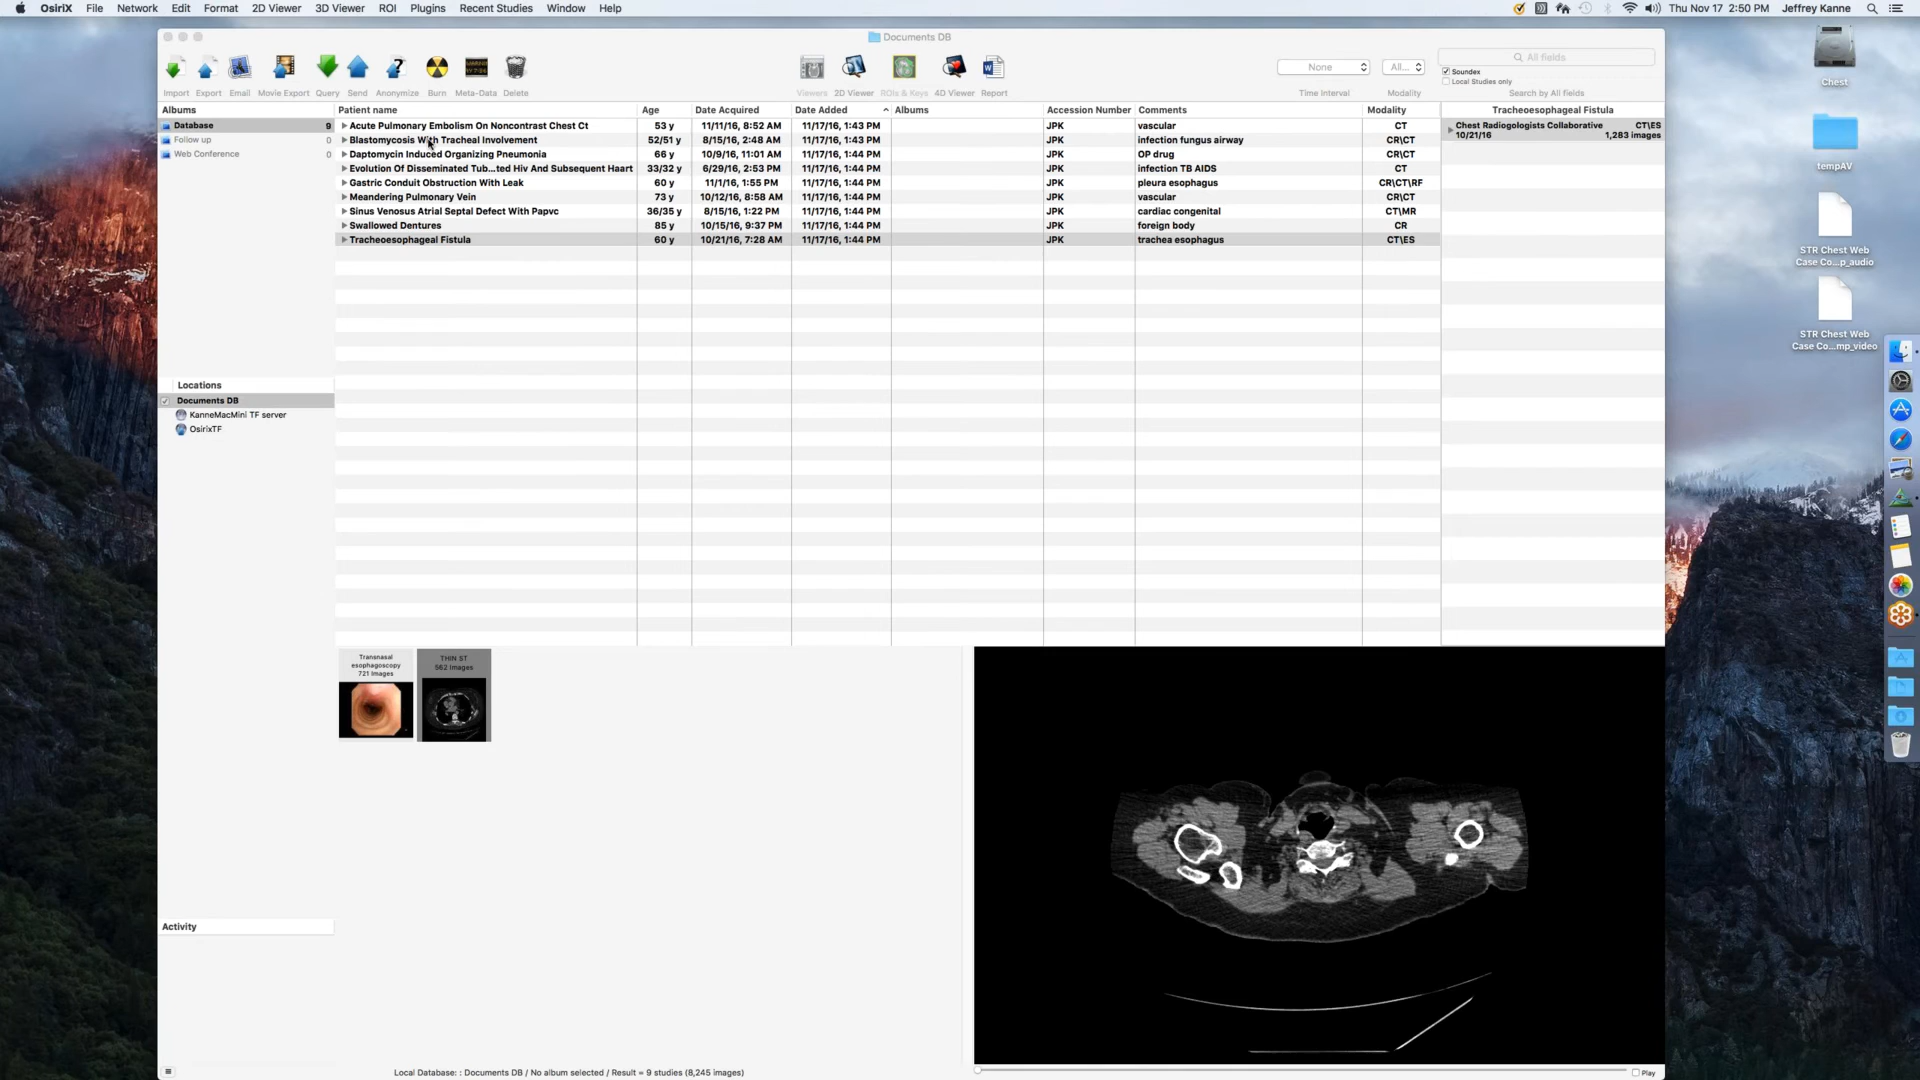 OsiriX File Network Edit Format 2D Viewer 3D Viewer ROI Plugins Recent Studies Window Help Thu Nov 17 2:50 PM Jeffrey Kanne
Documents DB
Import Export Email Movie Export Query Send Anonymize Burn Meta-Data Delete
Viewers 2D Viewer ROIs & Keys 4D Viewer Report
None
Time Interval
All...
Modality
All fields
Soundex
Local Studies only
Search by All fields
Albums
Database 9
Follow up 0
Web Conference 0
Patient name Age Date Acquired Date Added Albums Accession Number Comments Modality
Acute Pulmonary Embolism On Noncontrast Chest Ct 53 y 11/11/16, 8:52 AM 11/17/16, 1:43 PM JPK vascular CT
Blastomycosis With Tracheal Involvement 52/51 y 8/15/16, 2:48 AM 11/17/16, 1:43 PM JPK infection fungus airway CR\CT
Daptomycin Induced Organizing Pneumonia 66 y 10/9/16, 11:01 AM 11/17/16, 1:44 PM JPK OP drug CR\CT
Evolution Of Disseminated Tub...ted Hiv And Subsequent Haart 33/32 y 6/29/16, 2:53 PM 11/17/16, 1:44 PM JPK infection TB AIDS CT
Gastric Conduit Obstruction With Leak 60 y 11/1/16, 1:55 PM 11/17/16, 1:44 PM JPK pleura esophagus CR\CT\RF
Meandering Pulmonary Vein 73 y 10/12/16, 8:58 AM 11/17/16, 1:44 PM JPK vascular CR\CT
Sinus Venosus Atrial Septal Defect With Papvc 36/35 y 8/15/16, 1:22 PM 11/17/16, 1:44 PM JPK cardiac congenital CT\MR
Swallowed Dentures 85 y 10/15/16, 9:37 PM 11/17/16, 1:44 PM JPK foreign body CR
Tracheoesophageal Fistula 60 y 10/21/16, 7:28 AM 11/17/16, 1:44 PM JPK trachea esophagus CT\ES
Tracheoesophageal Fistula
Chest Radiologists Collaborative CT\ES
10/21/16 1,283 images
Chest
tempAV
STR Chest Web
Case Co...p_audio
STR Chest Web
Case Co...mp_video
Locations
Documents DB
KanneMacMini TF server
OsirixTF
Transnasal
esophagoscopy
721 Images
THIN ST
562 Images
Activity
Local Database: : Documents DB / No album selected / Result = 9 studies (8,245 images)
Play